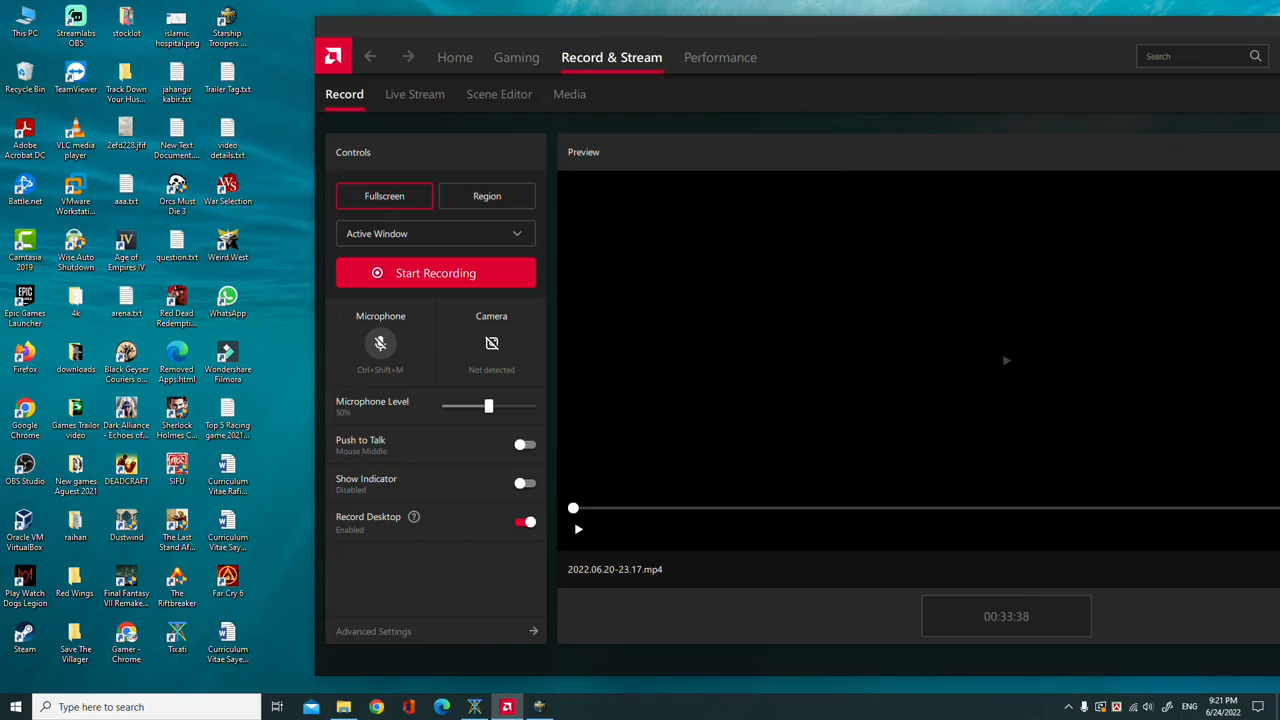 This PC
Streamlabs
OBS
stocklot
islamic
hospital.png
Starship
Troopers ...
Recycle Bin
TeamViewer
Track Down
Your Hus...
jahangir
kabir.txt
Trailer Tag.txt
Adobe
Acrobat DC
VLC media
player
2efd228.jfif
New Text
Document....
video
details.txt
Battle.net
VMware
Workstati...
aaa.txt
Orcs Must
Die 3
War Selection
Camtasia
2019
Wise Auto
Shutdown
Age of
Empires IV
question.txt
Weird West
Epic Games
Launcher
4k
arena.txt
Red Dead
Redempti...
WhatsApp
Firefox
downloads
Black Geyser
Couriers o...
Removed
Apps.html
Wondershare
Filmora
Google
Chrome
Games Trailor
video
Dark Alliance
- Echoes of...
Sherlock
Holmes C...
Top 5 Racing
game 2021...
OBS Studio
New games
Aguest 2021
DEADCRAFT
SIFU
Curriculum
Vitae Rafi...
Oracle VM
VirtualBox
raihan
Dustwind
The Last
Stand Af...
Curriculum
Vitae Say...
Play Watch
Dogs Legion
Red Wings
Final Fantasy
VII Remake...
The
Riftbreaker
Far Cry 6
Steam
Save The
Villager
Gamer -
Chrome
Tixati
Curriculum
Vitae Saye...
Home
Gaming
Record & Stream
Performance
Search
Record
Live Stream
Scene Editor
Media
Controls
Fullscreen
Region
Active Window
Start Recording
Microphone
Camera
Ctrl+Shift+M
Not detected
Microphone Level
50%
Push to Talk
Mouse Middle
Show Indicator
Disabled
Record Desktop
Enabled
Advanced Settings
Preview
2022.06.20-23.17.mp4
00:33:38
Type here to search
ENG
9:21 PM
6/24/2022